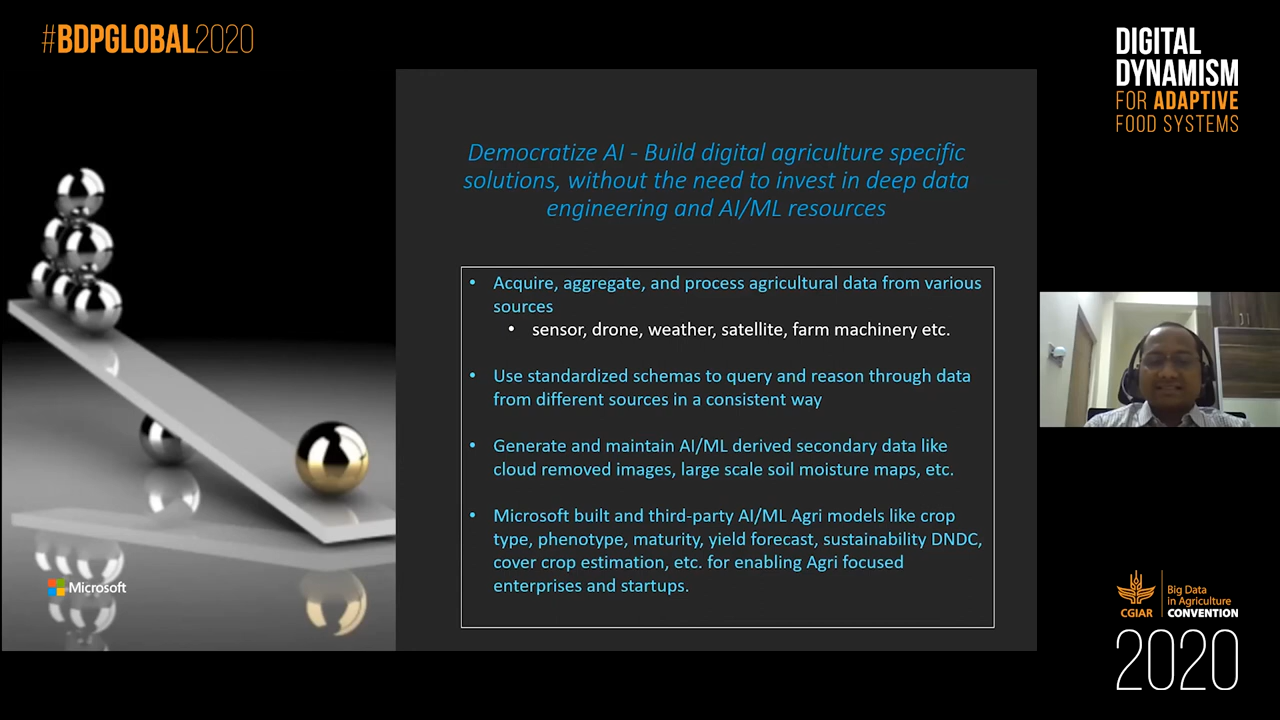 #BDPGLOBAL2020
DIGITAL
DYNAMISM
FOR ADAPTIVE
FOOD SYSTEMS
Democratize AI - Build digital agriculture specific
solutions, without the need to invest in deep data
engineering and AI/ML resources
• Acquire, aggregate, and process agricultural data from various
sources
• sensor, drone, weather, satellite, farm machinery etc.
• Use standardized schemas to query and reason through data
from different sources in a consistent way
• Generate and maintain AI/ML derived secondary data like
cloud removed images, large scale soil moisture maps, etc.
• Microsoft built and third-party AI/ML Agri models like crop
type, phenotype, maturity, yield forecast, sustainability DNDC,
cover crop estimation, etc. for enabling Agri focused
enterprises and startups.
Microsoft
CGIAR
Big Data
in Agriculture
CONVENTION
2020